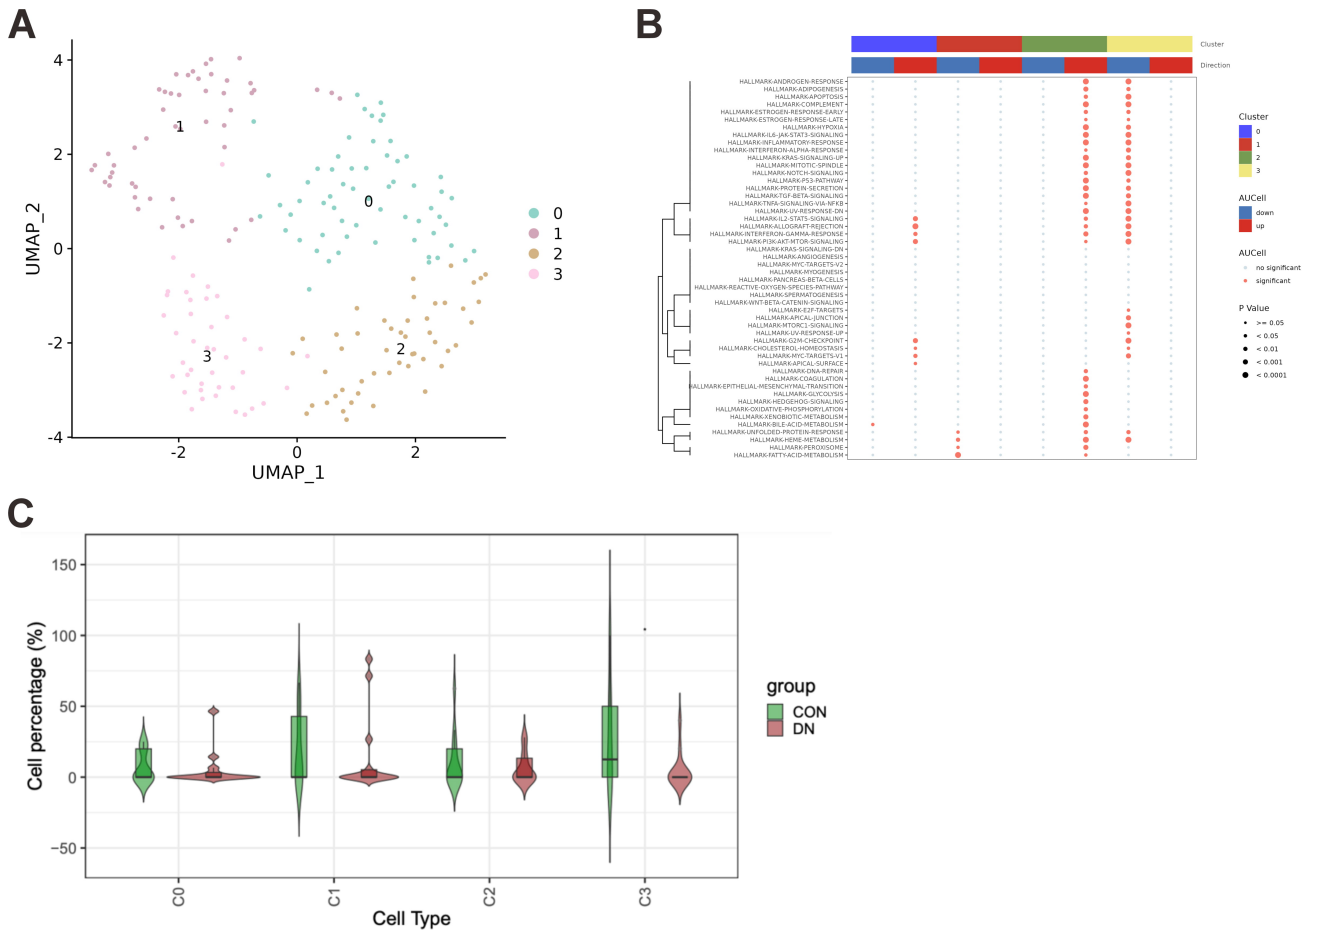 A
4
2
0
-2
-4
UMAP_2
1
0
2
3
-2
0
2
UMAP_1
0
1
2
3
B
Cluster
Direction
HALLMARK-ANDROGEN-RESPONSE
HALLMARK-ADIPOGENESIS
HALLMARK-APOPTOSIS
HALLMARK-COMPLEMENT
HALLMARK-ESTROGEN-RESPONSE-EARLY
HALLMARK-ESTROGEN-RESPONSE-LATE
HALLMARK-HYPOXIA
HALLMARK-IL6-JAK-STAT3-SIGNALING
HALLMARK-INFLAMMATORY-RESPONSE
HALLMARK-INTERFERON-ALPHA-RESPONSE
HALLMARK-KRAS-SIGNALING-UP
HALLMARK-MITOTIC-SPINDLE
HALLMARK-NOTCH-SIGNALING
HALLMARK-P53-PATHWAY
HALLMARK-PROTEIN-SECRETION
HALLMARK-TGF-BETA-SIGNALING
HALLMARK-TNFA-SIGNALING-VIA-NFKB
HALLMARK-UV-RESPONSE-DN
HALLMARK-IL2-STAT5-SIGNALING
HALLMARK-ALLOGRAFT-REJECTION
HALLMARK-INTERFERON-GAMMA-RESPONSE
HALLMARK-PI3K-AKT-MTOR-SIGNALING
HALLMARK-KRAS-SIGNALING-DN
HALLMARK-ANGIOGENESIS
HALLMARK-MYC-TARGETS-V2
HALLMARK-MYOGENESIS
HALLMARK-PANCREAS-BETA-CELLS
HALLMARK-REACTIVE-OXYGEN-SPECIES-PATHWAY
HALLMARK-SPERMATOGENESIS
HALLMARK-WNT-BETA-CATENIN-SIGNALING
HALLMARK-E2F-TARGETS
HALLMARK-APICAL-JUNCTION
HALLMARK-MTORC1-SIGNALING
HALLMARK-UV-RESPONSE-UP
HALLMARK-G2M-CHECKPOINT
HALLMARK-CHOLESTEROL-HOMEOSTASIS
HALLMARK-MYC-TARGETS-V1
HALLMARK-APICAL-SURFACE
HALLMARK-DNA-REPAIR
HALLMARK-COAGULATION
HALLMARK-EPITHELIAL-MESENCHYMAL-TRANSITION
HALLMARK-GLYCOLYSIS
HALLMARK-HEDGEHOG-SIGNALING
HALLMARK-OXIDATIVE-PHOSPHORYLATION
HALLMARK-XENOBIOTIC-METABOLISM
HALLMARK-BILE-ACID-METABOLISM
HALLMARK-UNFOLDED-PROTEIN-RESPONSE
HALLMARK-HEME-METABOLISM
HALLMARK-PEROXISOME
HALLMARK-FATTY-ACID-METABOLISM
Cluster
0
1
2
3
AUCell
down
up
AUCell
no significant
significant
P Value
>= 0.05
< 0.05
< 0.01
< 0.001
< 0.0001
C
150
100
50
0
−50
Cell percentage (%)
C0
C1
C2
C3
Cell Type
group
CON
DN